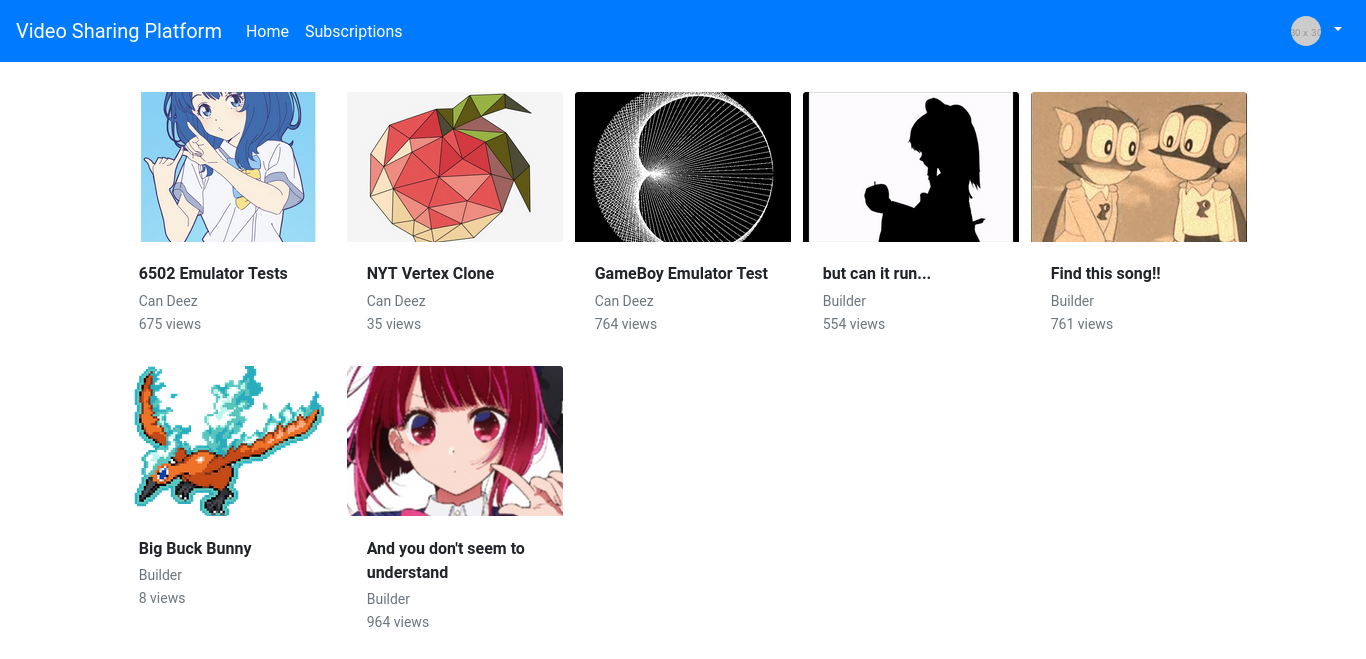 Video Sharing Platform Home Subscriptions
30 x 30
6502 Emulator Tests
Can Deez
675 views
NYT Vertex Clone
Can Deez
35 views
GameBoy Emulator Test
Can Deez
764 views
but can it run...
Builder
554 views
Find this song!!
Builder
761 views
Big Buck Bunny
Builder
8 views
And you don't seem to
understand
Builder
964 views